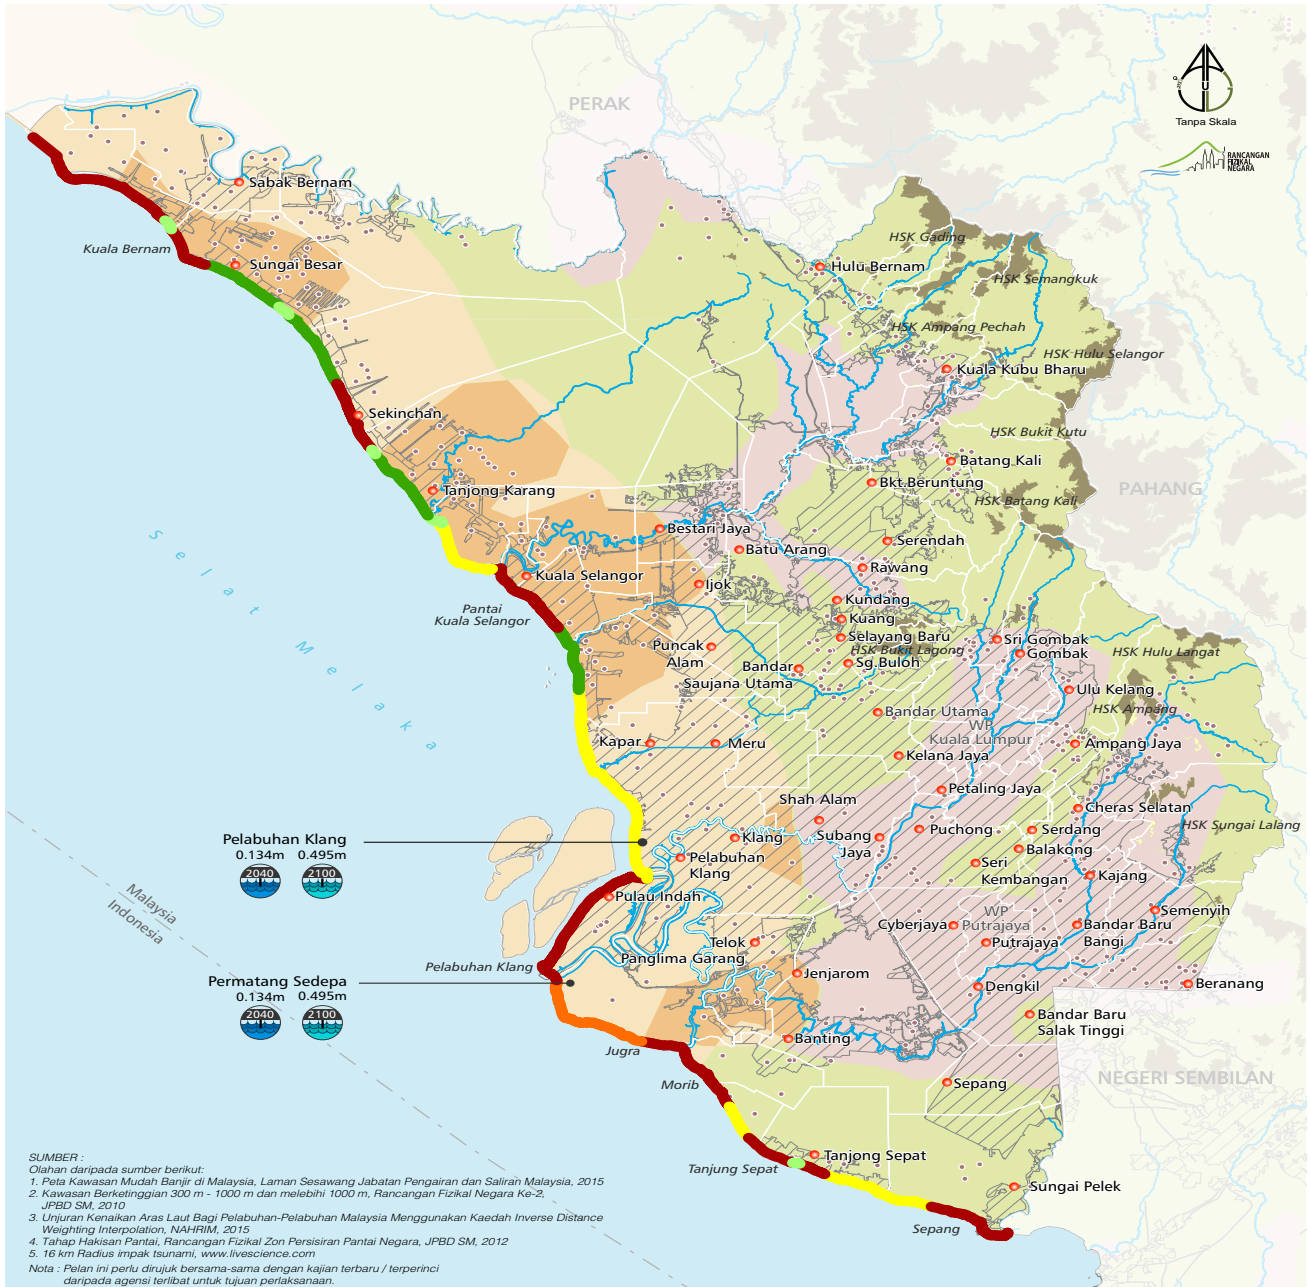 PERAK
Tanpa Skala
RANCANGAN
FIZIKAL
NEGARA
Sabak Bernam
Kuala Bernam
Sungai Besar
HSK Gading
Hulu Bernam
HSK Semangkuk
HSK Ampang Pechah
HSK Hulu Selangor
Kuala Kubu Bharu
Sekinchan
HSK Bukit Kutu
Batang Kali
Bkt.Beruntung
PAHANG
Tanjong Karang
HSK Batang Kali
Bestari Jaya
Serendah
Batu Arang
Rawang
Kuala Selangor
Ijok
Kundang
Pantai
Kuala Selangor
Kuang
Selayang Baru
Sri Gombak
HSK Bukit Lagong
Gombak
HSK Hulu Langat
Puncak
Alam
Sg.Buloh
Bandar
Saujana Utama
Ulu Kelang
HSK Ampang
Bandar Utama
WP
Kuala Lumpur
Selat Melaka
Kapar
Meru
Ampang Jaya
Kelana Jaya
Petaling Jaya
Shah Alam
Cheras Selatan
HSK Sungai Lalang
Pelabuhan Klang
0.134m 0.495m
2040 2100
Klang
Subang
Jaya
Puchong
Serdang
Balakong
Pelabuhan
Klang
Seri
Kembangan
Kajang
Pulau Indah
Malaysia
Indonesia
Semenyih
Cyberjaya
WP
Putrajaya
Bandar Baru
Bangi
Telok
Panglima Garang
Putrajaya
Pelabuhan Klang
Jenjarom
Permatang Sedepa
0.134m 0.495m
2040 2100
Dengkil
Beranang
Bandar Baru
Salak Tinggi
Banting
Jugra
Morib
Sepang
NEGERI SEMBILAN
Tanjong Sepat
Tanjung Sepat
Sungai Pelek
Sepang
SUMBER :
Olahan daripada sumber berikut:
1. Peta Kawasan Mudah Banjir di Malaysia, Laman Sesawang Jabatan Pengairan dan Saliran Malaysia, 2015
2. Kawasan Berketinggian 300 m - 1000 m dan melebihi 1000 m, Rancangan Fizikal Negara Ke-2,
JPBD SM, 2010
3. Unjuran Kenaikan Aras Laut Bagi Pelabuhan-Pelabuhan Malaysia Menggunakan Kaedah Inverse Distance
Weighting Interpolation, NAHRIM, 2015
4. Tahap Hakisan Pantai, Rancangan Fizikal Zon Persisiran Pantai Negara, JPBD SM, 2012
5. 16 km Radius impak tsunami, www.livescience.com
Nota : Pelan ini perlu dirujuk bersama-sama dengan kajian terbaru / terperinci
daripada agensi terlibat untuk tujuan perlaksanaan.